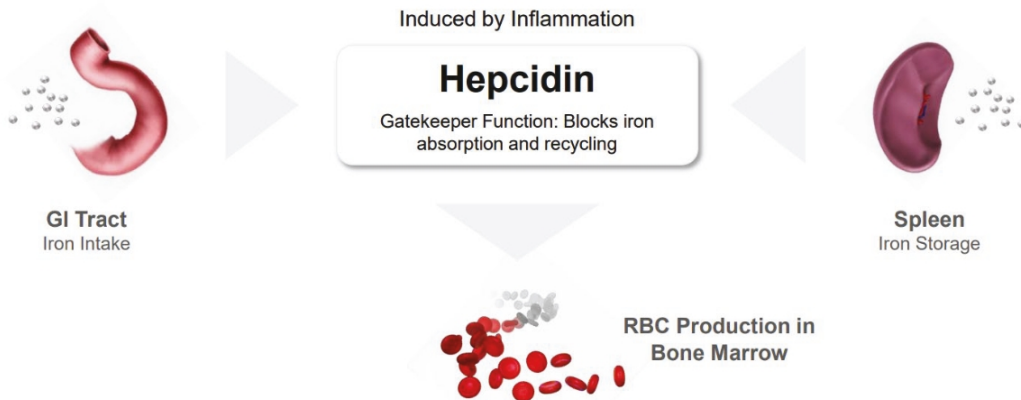 Induced by Inflammation
Hepcidin
Gatekeeper Function: Blocks iron
absorption and recycling
GI Tract
Iron Intake
Spleen
Iron Storage
RBC Production in
Bone Marrow